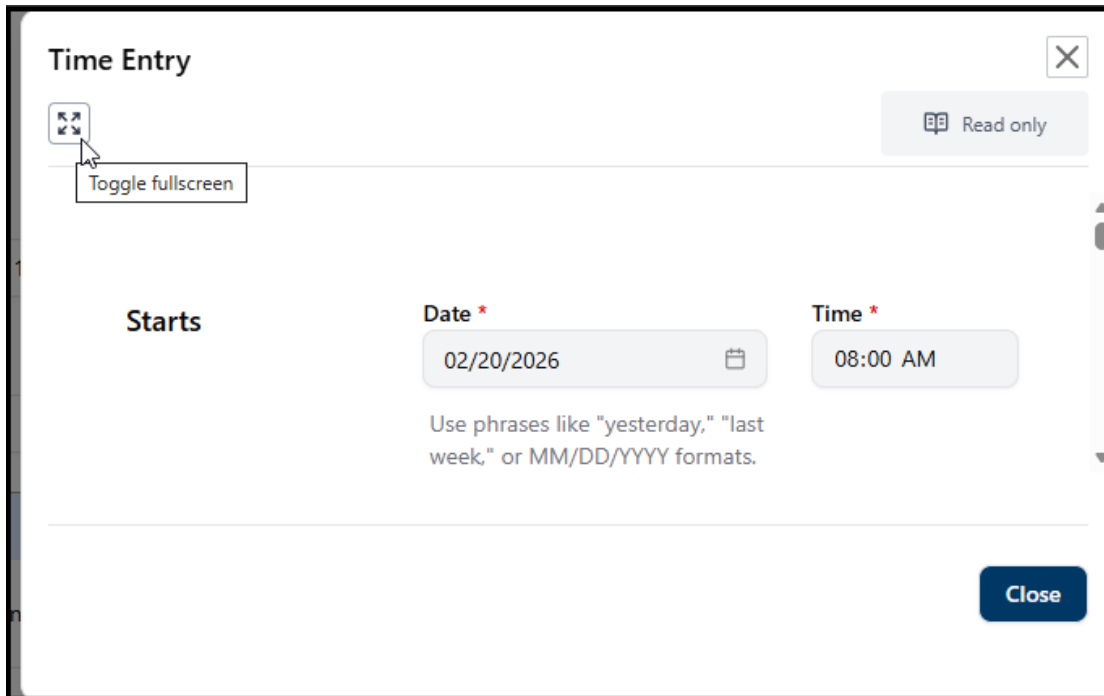 Time Entry
Read only
Toggle fullscreen
Starts
Date *
Time *
02/20/2026
08:00 AM
Use phrases like "yesterday," "last
week," or MM/DD/YYYY formats.
Close